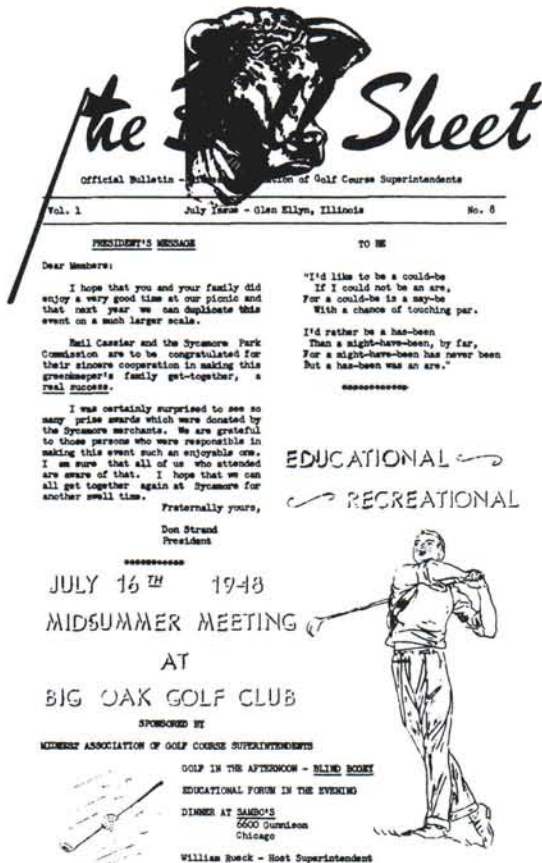 the Bull Sheet
Official Bulletin - Midwest Association of Golf Course Superintendents
Vol. 1 July Issue - Glen Ellyn, Illinois No. 8
PRESIDENT'S MESSAGE
Dear Members:
I hope that you and your family did
enjoy a very good time at our picnic and
that next year we can duplicate this
event on a much larger scale.
Emil Cassiar and the Sycamore Park
Commission are to be congratulated for
their sincere cooperation in making this
greenkeeper's family get-together, a
real success.
I was certainly surprised to see so
many prize awards which were donated by
the Sycamore merchants. We are grateful
to those persons who were responsible in
making this event such an enjoyable one.
I am sure that all of us who attended
are aware of that. I hope that we can
all get together again at Sycamore for
another swell time.
Fraternally yours,
Don Strand
President
***********
TO BE
"I'd like to be a could-be
If I could not be an are,
For a could-be is a may-be
With a chance of touching par.
I'd rather be a has-been
Than a might-have-been, by far,
For a might-have-been has never been
But a has-been was an are."
************
EDUCATIONAL
RECREATIONAL
JULY 16TH 1948
MIDSUMMER MEETING
AT
BIG OAK GOLF CLUB
SPONSORED BY
MIDWEST ASSOCIATION OF GOLF COURSE SUPERINTENDENTS
GOLF IN THE AFTERNOON - BLIND BOGEY
EDUCATIONAL FORUM IN THE EVENING
DINNER AT SAMBO'S
6600 Gunnison
Chicago
William Rueck - Host Superintendent